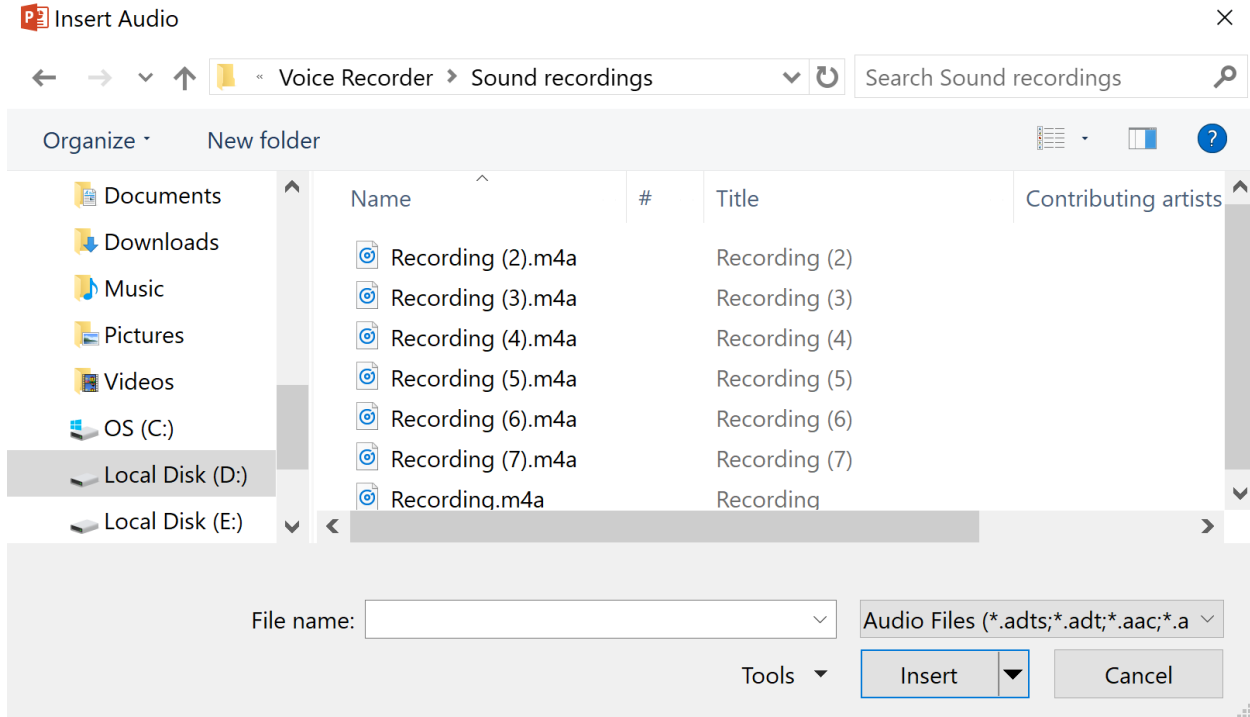 Insert Audio
« Voice Recorder > Sound recordings
Search Sound recordings
Organize
New folder
?
Documents
Downloads
Music
Pictures
Videos
OS (C:)
Local Disk (D:)
Local Disk (E:)
Name # Title Contributing artists
Recording (2).m4a Recording (2)
Recording (3).m4a Recording (3)
Recording (4).m4a Recording (4)
Recording (5).m4a Recording (5)
Recording (6).m4a Recording (6)
Recording (7).m4a Recording (7)
Recording.m4a Recording
File name:
Audio Files (*.adts;*.adt;*.aac;*.a
Tools
Insert
Cancel